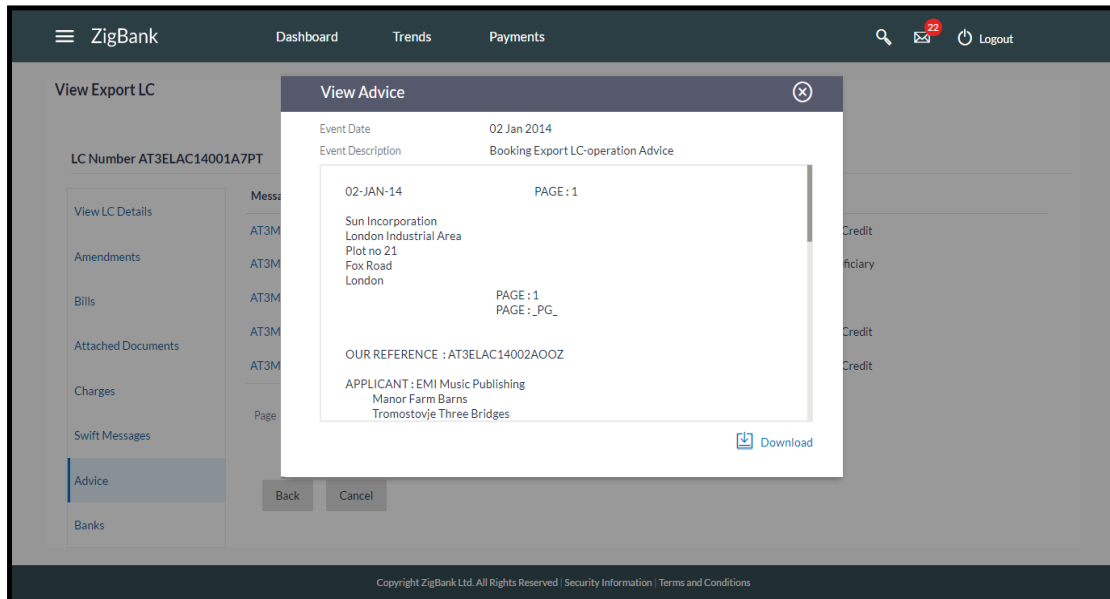 ZigBank Dashboard Trends Payments 22 Logout
View Export LC
View Advice
Event Date 02 Jan 2014
Event Description Booking Export LC-operation Advice
LC Number AT3ELAC14001A7PT
View LC Details
Amendments
Bills
Attached Documents
Charges
Swift Messages
Advice
Banks
Messa
AT3M Credit
AT3M ficiary
AT3M
AT3M Credit
AT3M Credit
Page
02-JAN-14 PAGE : 1
Sun Incorporation
London Industrial Area
Plot no 21
Fox Road
London
PAGE : 1
PAGE : _PG_
OUR REFERENCE : AT3ELAC14002AOOZ
APPLICANT : EMI Music Publishing
Manor Farm Barns
Tromostovje Three Bridges
Download
Back Cancel
Copyright ZigBank Ltd. All Rights Reserved | Security Information | Terms and Conditions